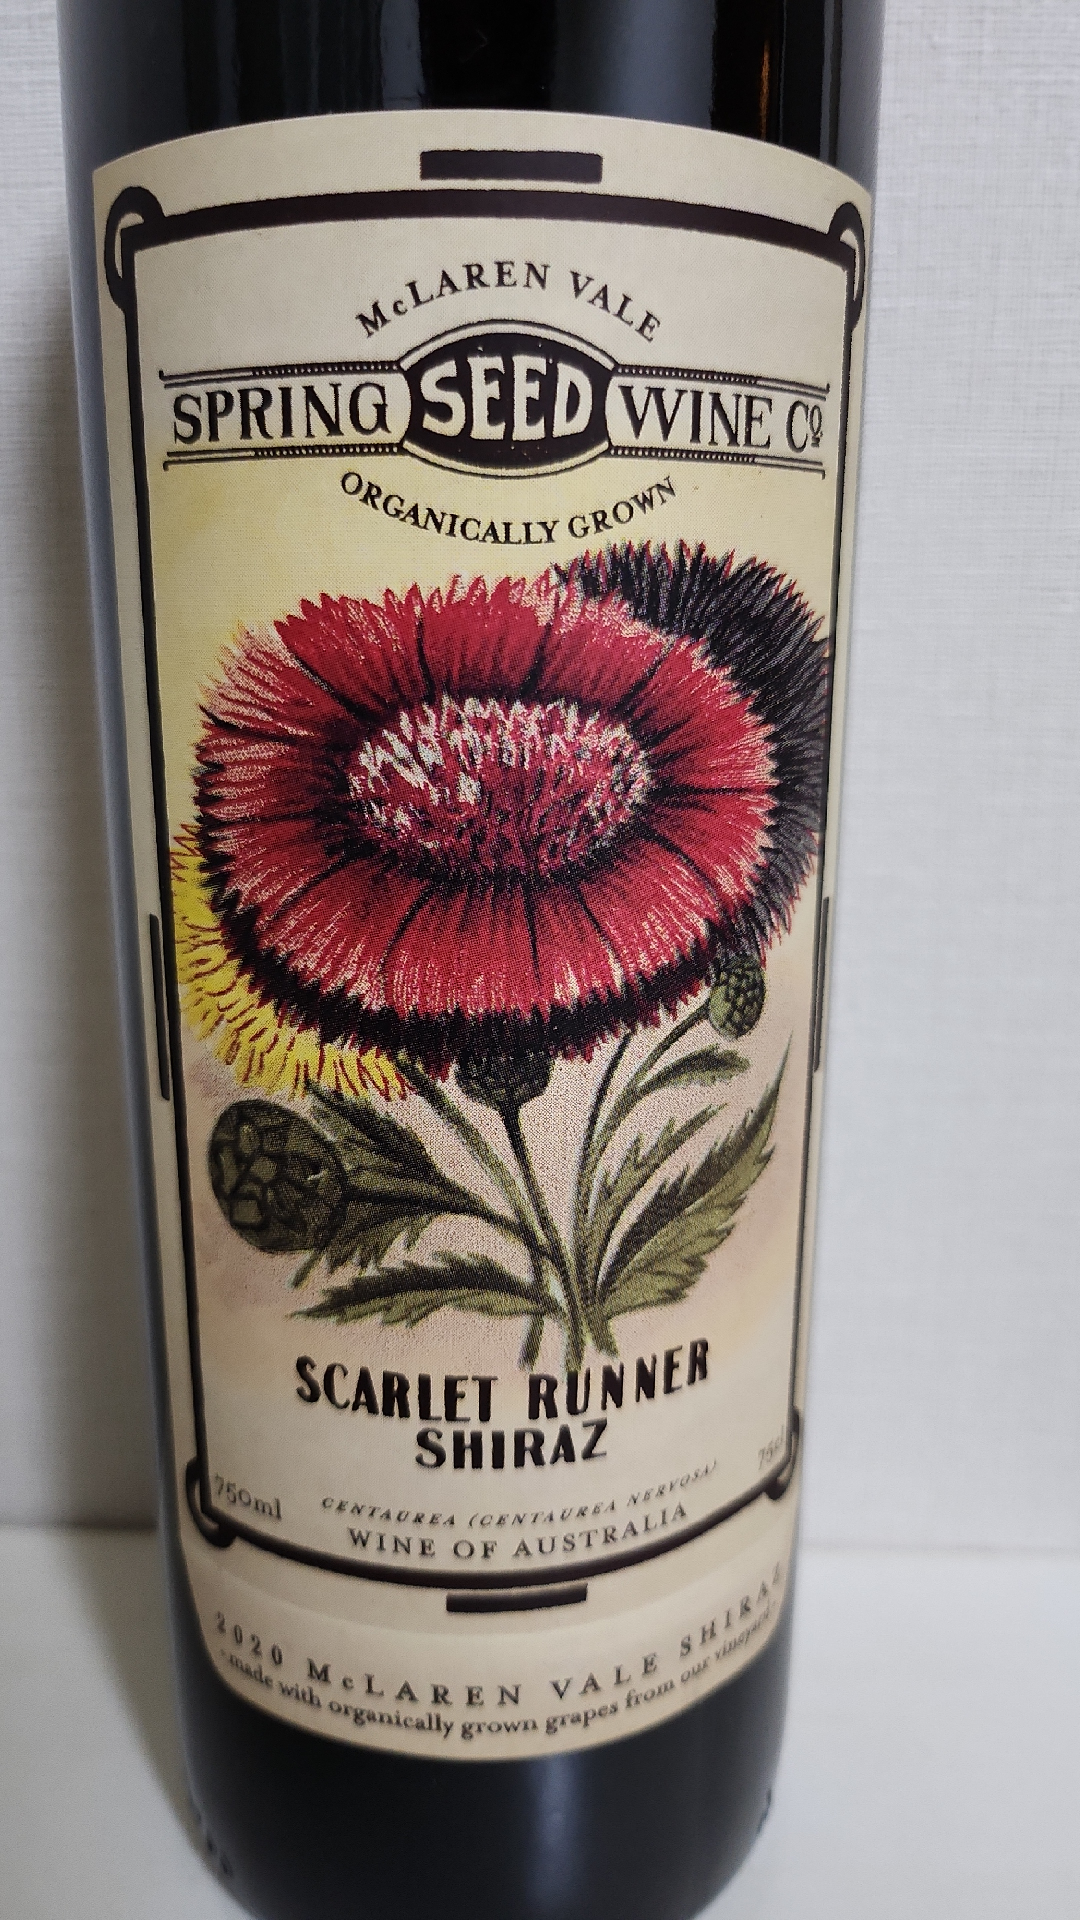 McLAREN VALE
SPRING SEED WINE Cº
ORGANICALLY GROWN
SCARLET RUNNER
SHIRAZ
750ml
75cl
CENTAUREA (CENTAUREA NERVOSA)
WINE OF AUSTRALIA
2020 McLAREN VALE SHIRAZ
-made with organically grown grapes from our vineyard-